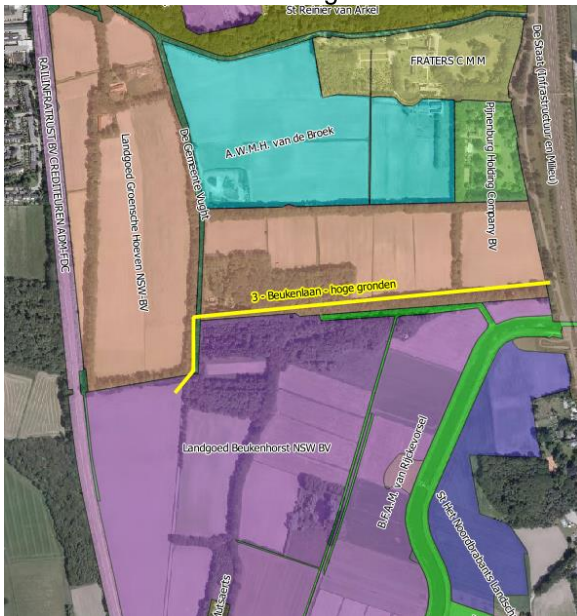 St Reinier van Arkel
FRATERS C M M
De Staat (Infrastructuur en Milieu)
RAILINFRATRUST BV CREDITEUREN ADM-FDC
A.W.M.H. van de Broek
Pijnenburg Holding Company BV
De Gemeente Vught
Landgoed Groensche Hoeven NSW BV
3 - Beukenlaan - hoge gronden
Landgoed Beukenhorst NSW BV
B.F.A.M. van Rijckevorsel
St Het Noordbrabants Landsch